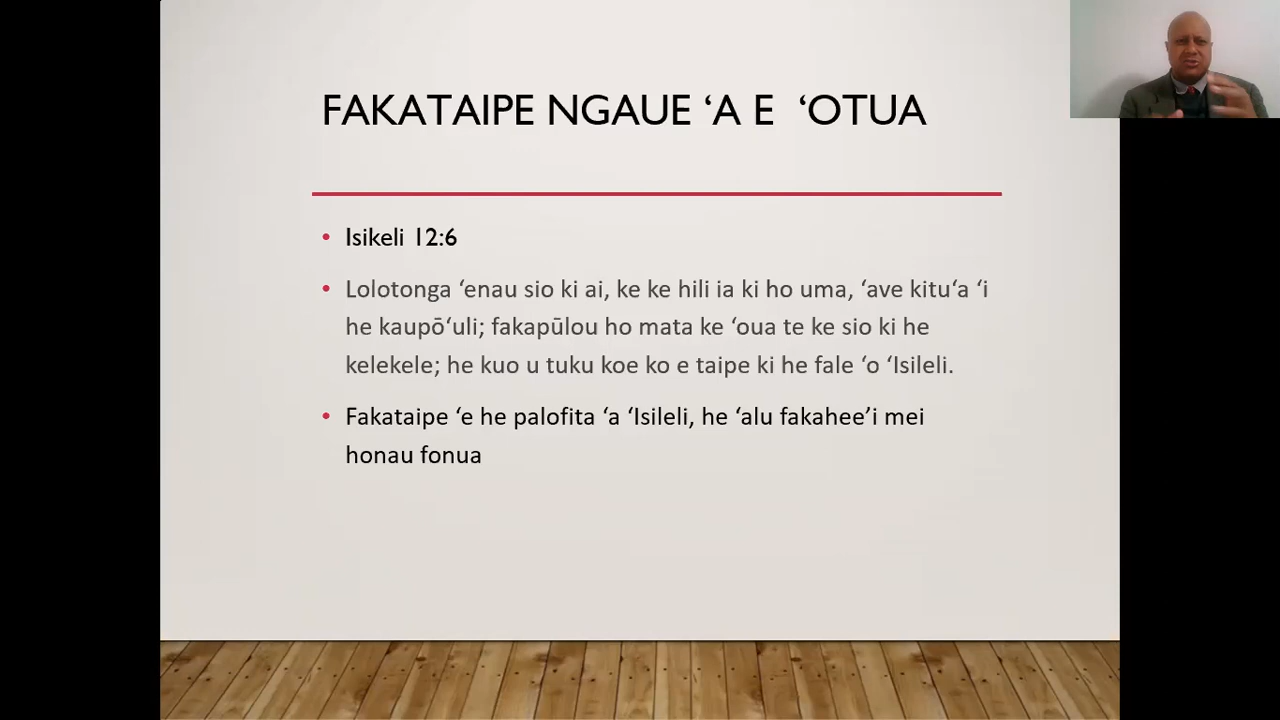 FAKATAIPE NGAUE ‘A E ‘OTUA
• Isikeli 12:6
• Lolotonga ‘enau sio ki ai, ke ke hili ia ki ho uma, ‘ave kitu‘a ‘i
he kaupō‘uli; fakapūlou ho mata ke ‘oua te ke sio ki he
kelekele; he kuo u tuku koe ko e taipe ki he fale ‘o ‘Isileli.
• Fakataipe ‘e he palofita ‘a ‘Isileli, he ‘alu fakahee’i mei
honau fonua